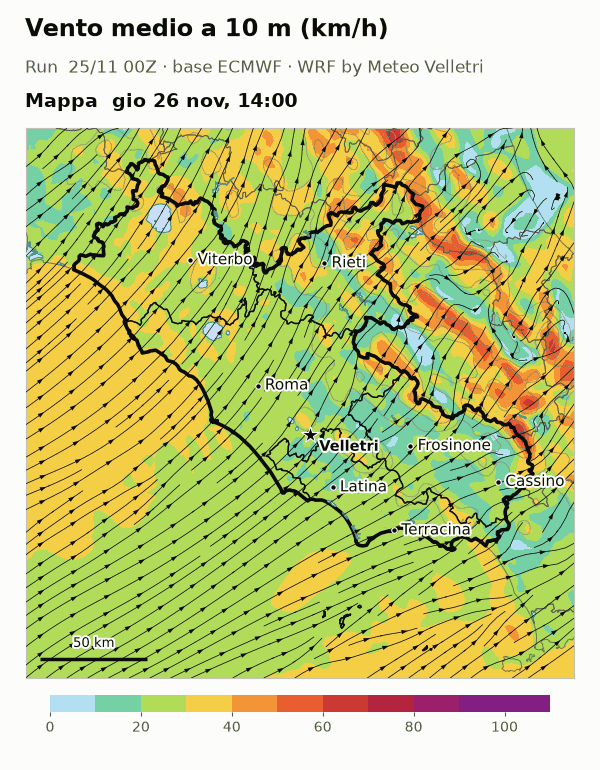 Vento medio a 10 m (km/h)
Run  25/11 00Z · base ECMWF · WRF by Meteo Velletri
Mappa  gio 26 nov, 14:00
Viterbo
Rieti
Roma
Velletri
Frosinone
Latina
Cassino
Terracina
50 km
0 20 40 60 80 100